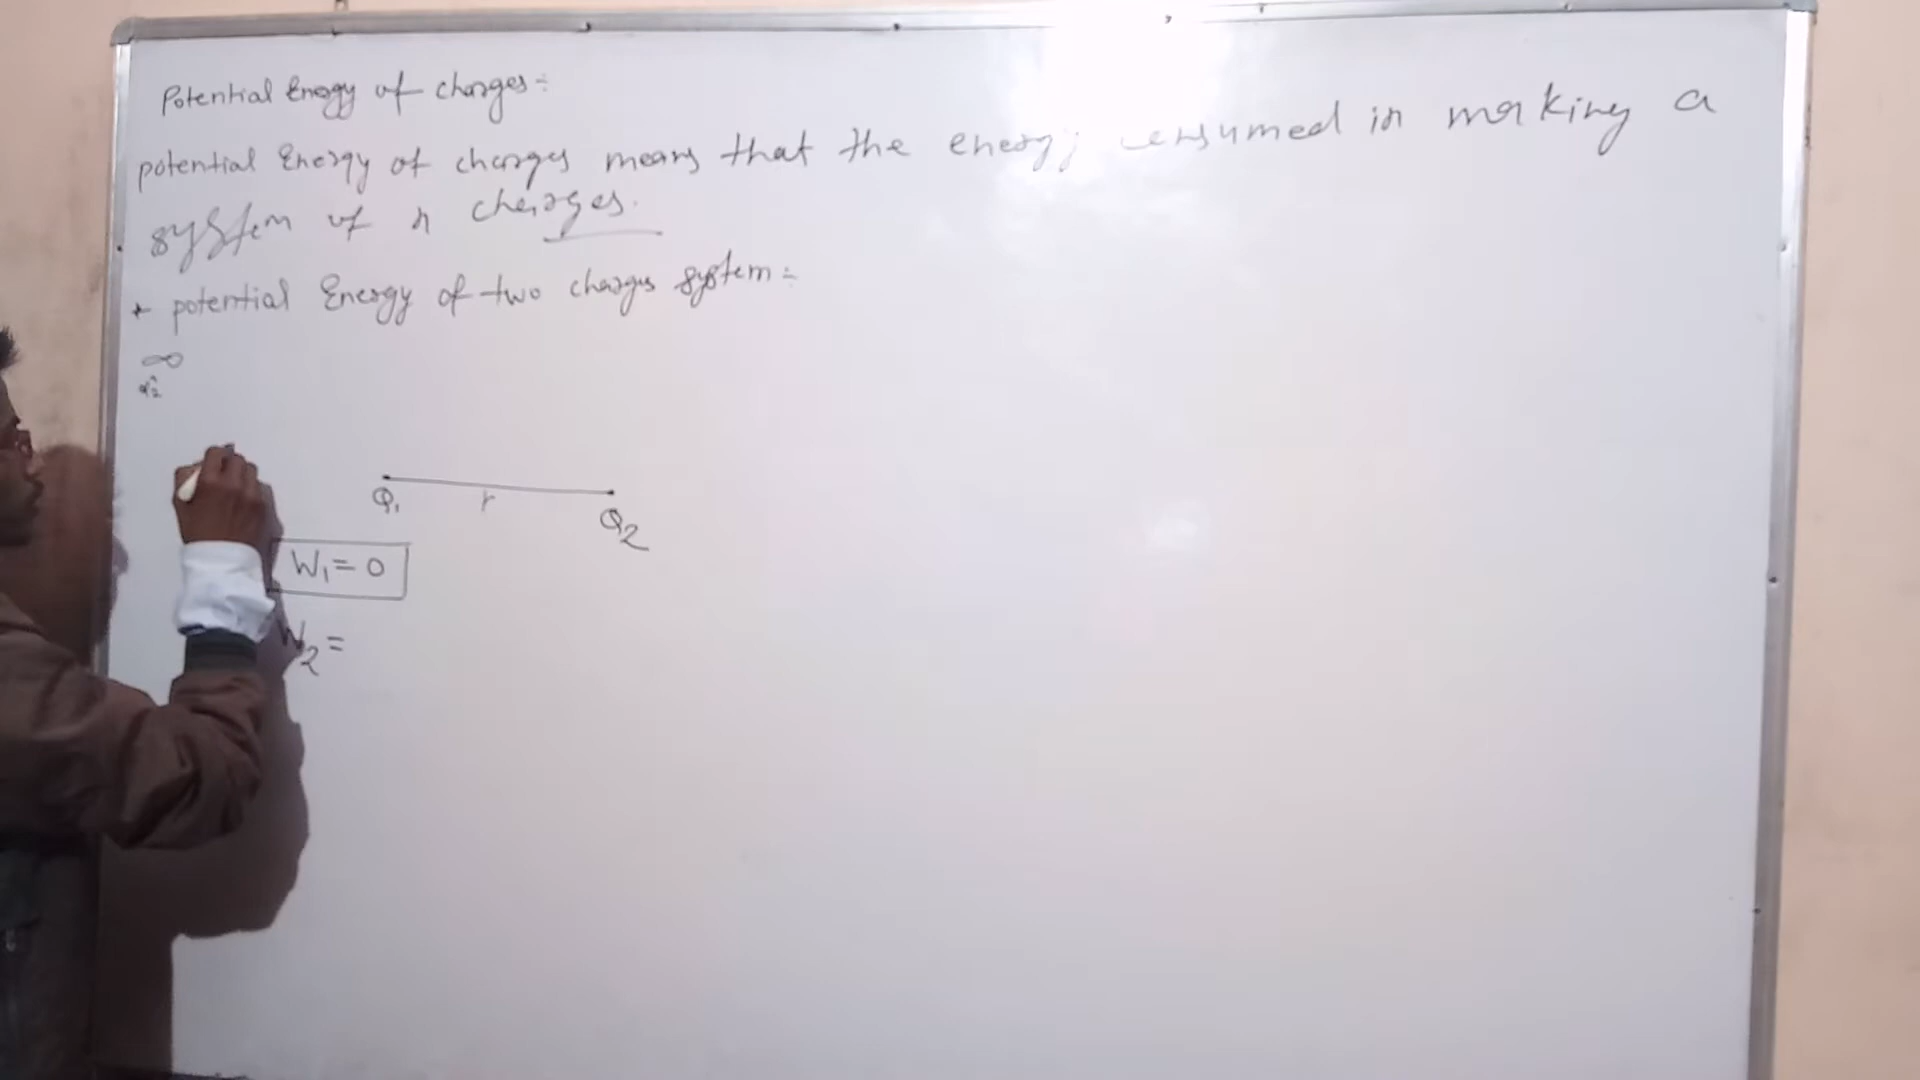 Potential Energy of charges :-
potential Energy of charges means that the energy consumed in making a
system of n charges.
* potential Energy of two charges system :-
∞
Q₁ r Q₂
W₁ = 0
W₂ =